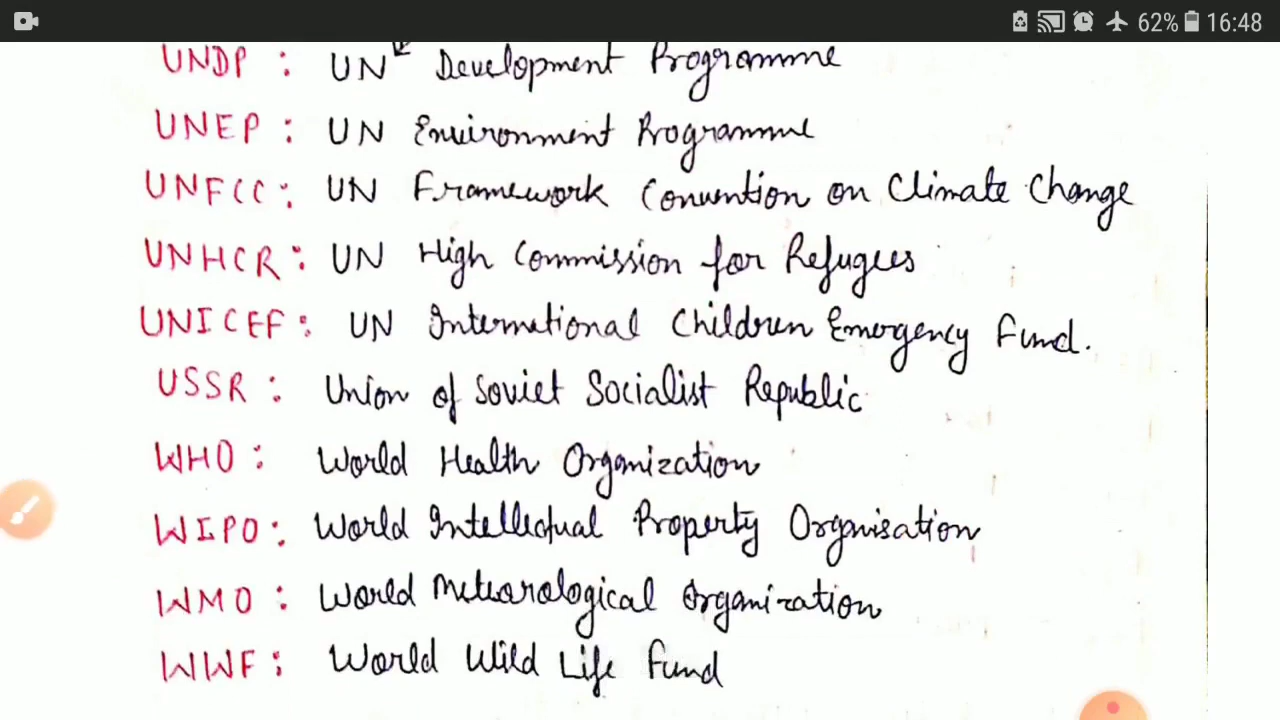 62% 16:48
UNDP : UN Development Programme
UNEP : UN Environment Programme
UNFCC : UN Framework Convention on Climate Change
UNHCR : UN High Commission for Refugees
UNICEF : UN International Children Emergency Fund.
USSR : Union of Soviet Socialist Republic
WHO : World Health Organization
WIPO : World Intellectual Property Organisation
WMO : World Meteorological Organization
WWF : World Wild Life Fund